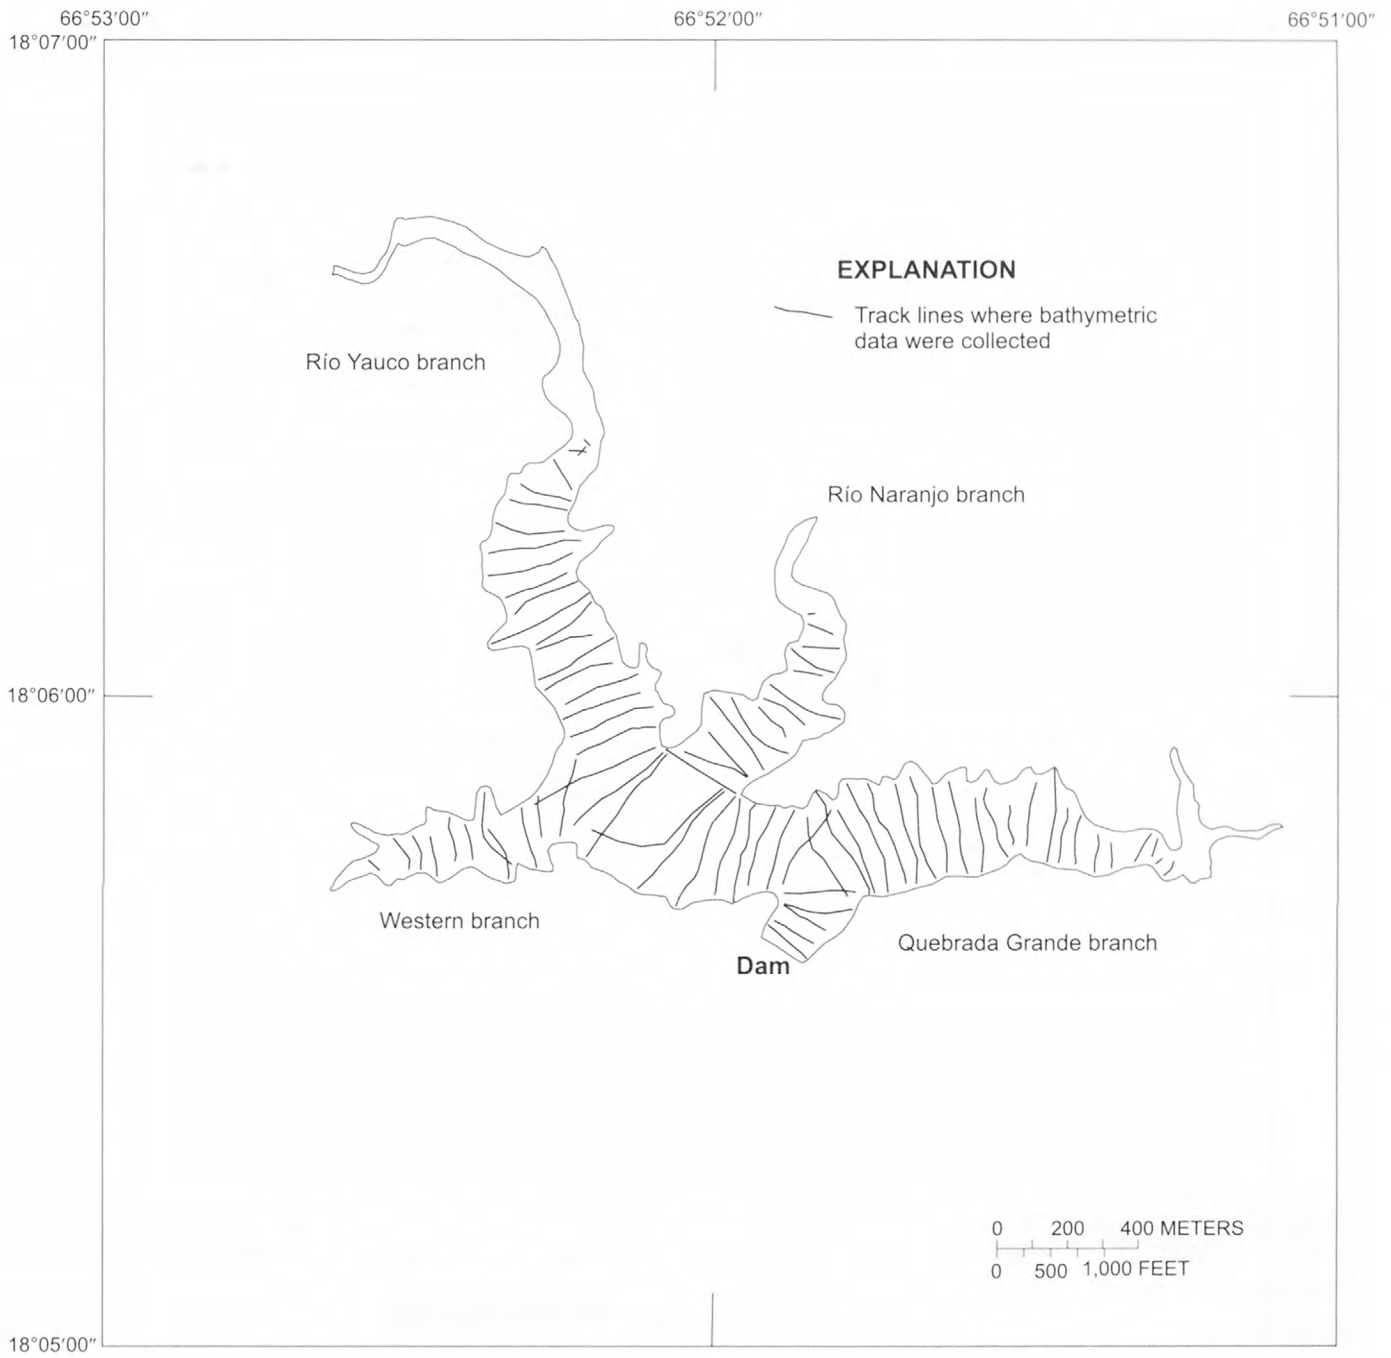 66°53'00" 66°52'00" 66°51'00"
18°07'00"
EXPLANATION
Track lines where bathymetric
data were collected
Río Yauco branch
Río Naranjo branch
18°06'00"
Western branch
Quebrada Grande branch
Dam
0 200 400 METERS
0 500 1,000 FEET
18°05'00"